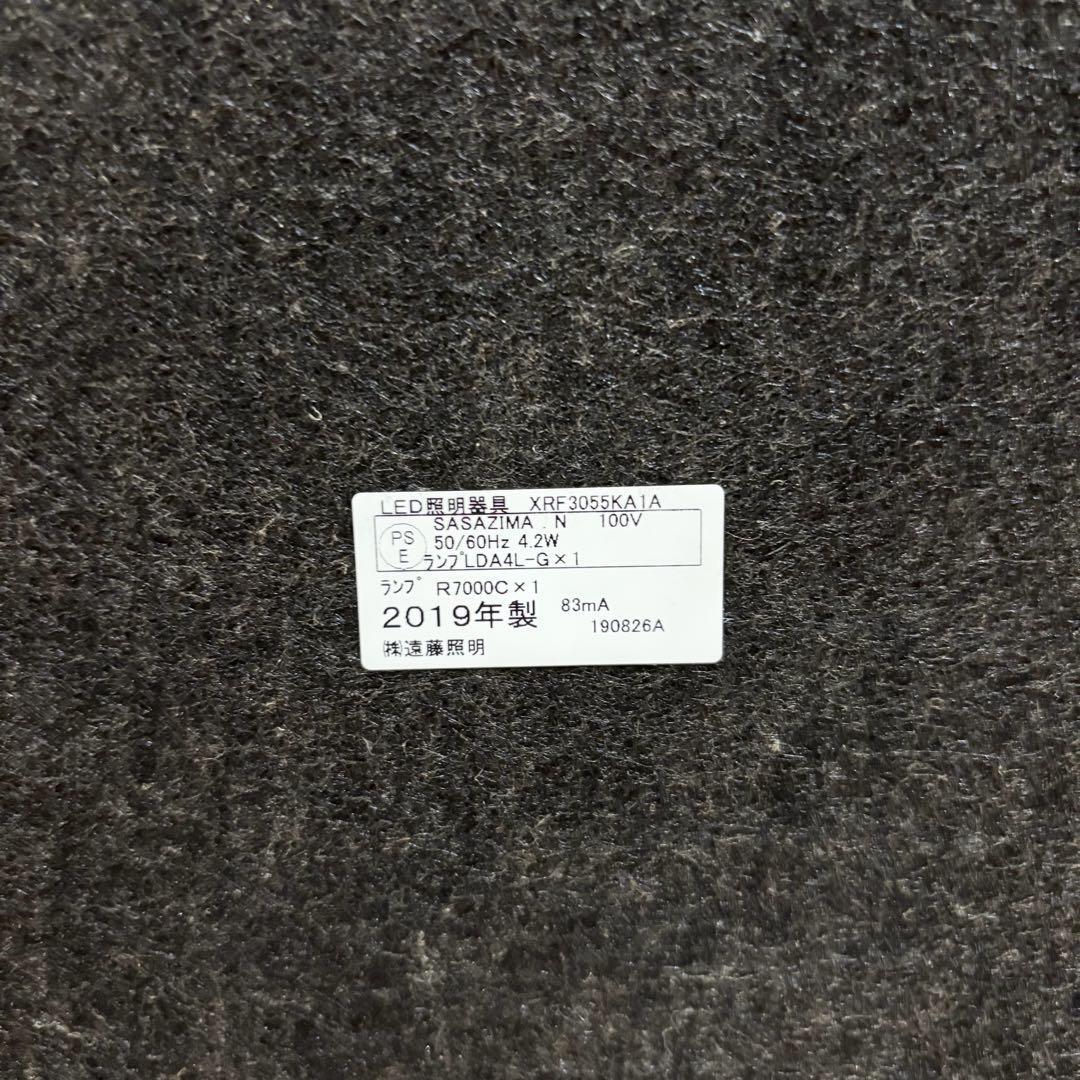 LED照明器具 XRF3055KA1A
SASAZIMA . N 100V
PS
E
50/60Hz 4.2W
ランプLDA4L-G×1
ランプ R7000C×1
2019年製 83mA
190826A
㈱遠藤照明